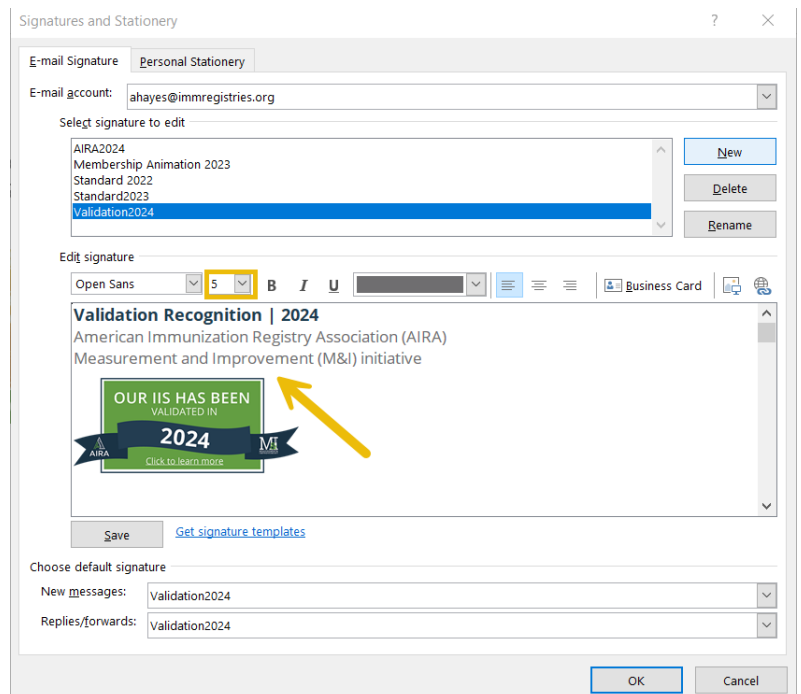 Signatures and Stationery ?
E-mail Signature Personal Stationery
E-mail account: ahayes@immregistries.org
Select signature to edit
AIRA2024
Membership Animation 2023
Standard 2022
Standard2023
Validation2024
New
Delete
Rename
Edit signature
Open Sans 5 B I U Business Card
Validation Recognition | 2024
American Immunization Registry Association (AIRA)
Measurement and Improvement (M&I) initiative
OUR IIS HAS BEEN
VALIDATED IN
2024
AIRA
MI
Click to learn more
Save Get signature templates
Choose default signature
New messages: Validation2024
Replies/forwards: Validation2024
OK Cancel